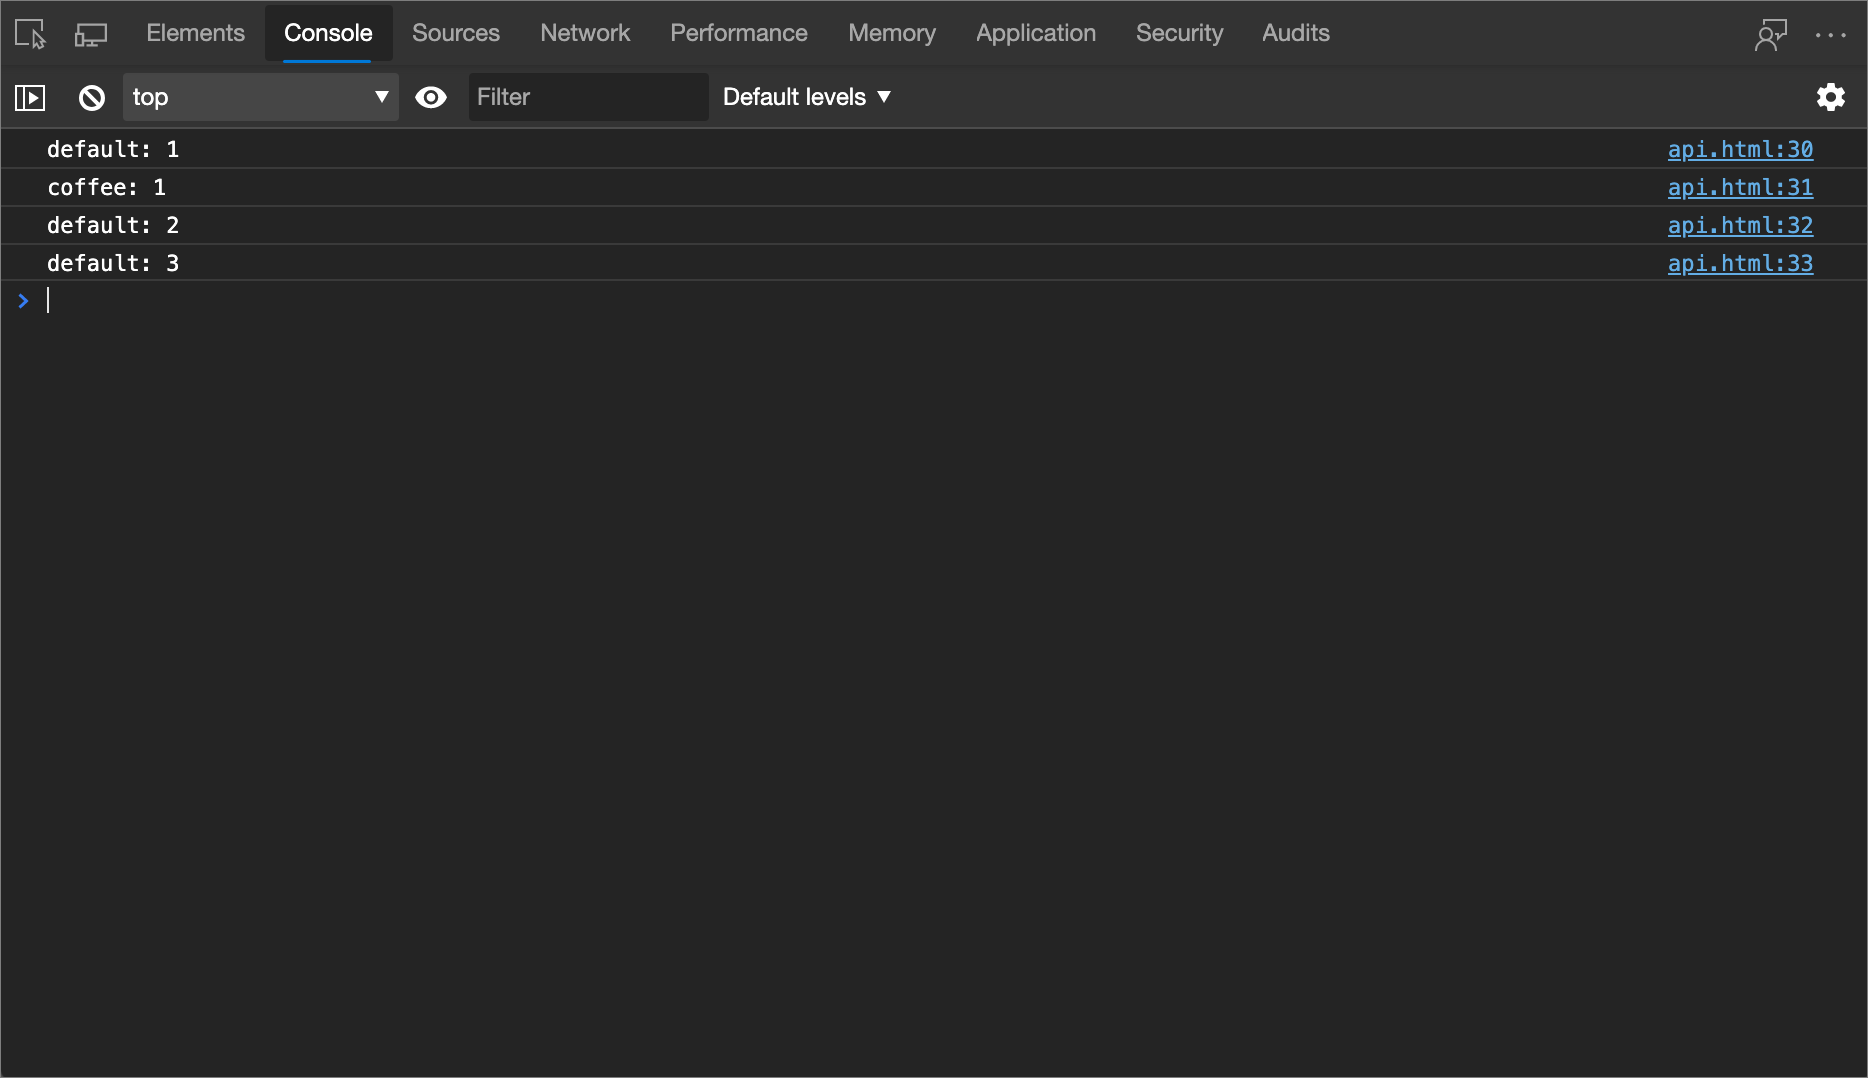 Elements Console Sources Network Performance Memory Application Security Audits
top Filter Default levels
default: 1 api.html:30
coffee: 1 api.html:31
default: 2 api.html:32
default: 3 api.html:33